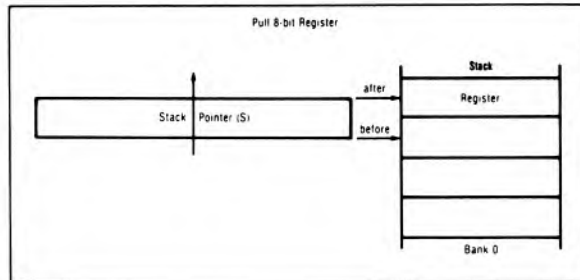 Pull 8-bit Register
Stack
after
Register
Stack Pointer (S)
before
Bank 0